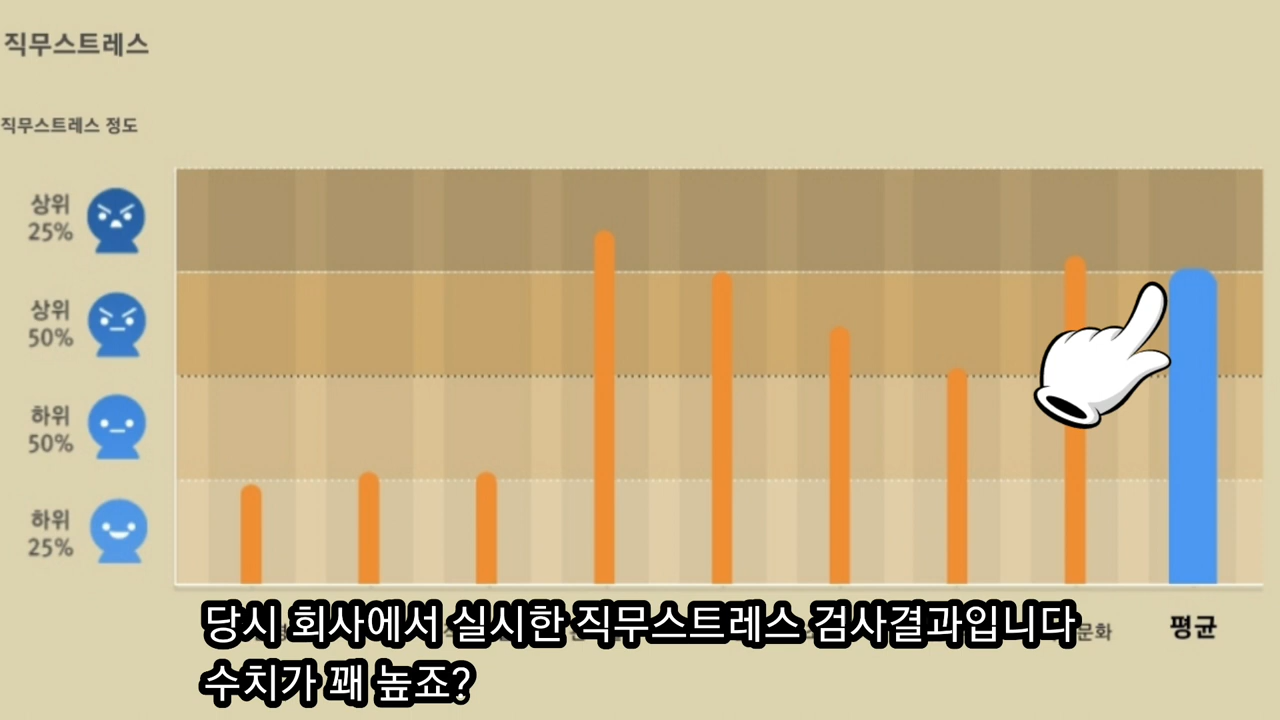 직무스트레스
직무스트레스 정도
상위
25%
상위
50%
하위
50%
하위
25%
문화
평균
당시 회사에서 실시한 직무스트레스 검사결과입니다
수치가 꽤 높죠?